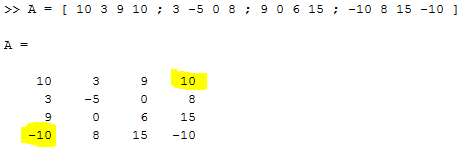 >> A = [ 10 3 9 10 ; 3 -5 0 8 ; 9 0 6 15 ; -10 8 15 -10 ]
A =
10 3 9 10
3 -5 0 8
9 0 6 15
-10 8 15 -10